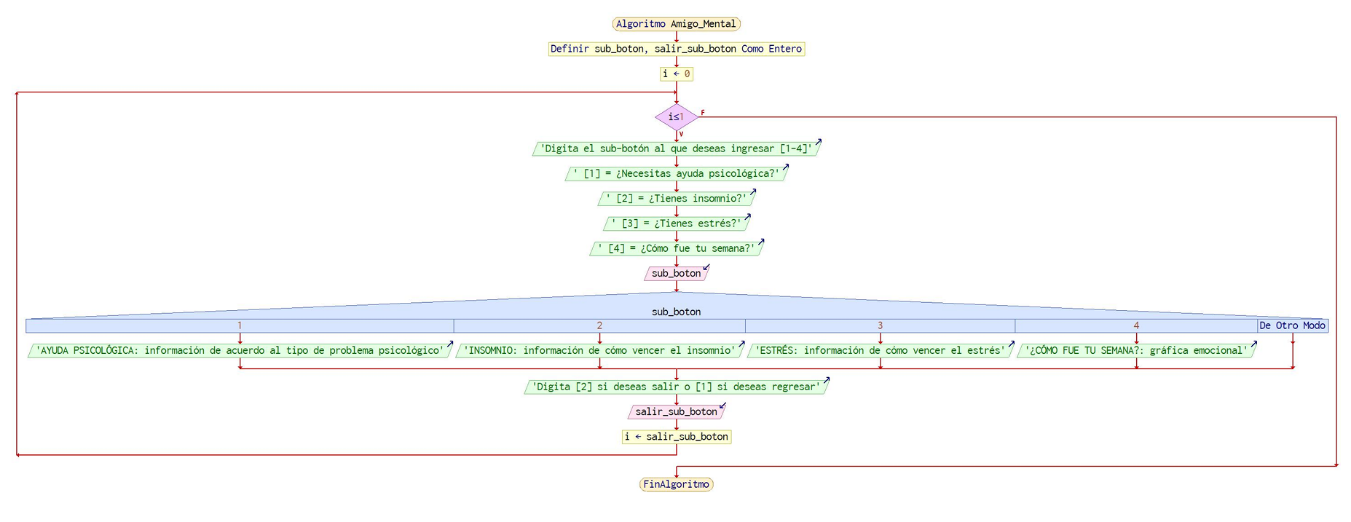 Algoritmo Amigo_Mental
Definir sub_boton, salir_sub_boton Como Entero
i ← 0
i≤1
F
V
'Digita el sub-botón al que deseas ingresar [1-4]'
' [1] = ¿Necesitas ayuda psicológica?'
' [2] = ¿Tienes insomnio?'
' [3] = ¿Tienes estrés?'
' [4] = ¿Cómo fue tu semana?'
sub_boton
sub_boton
1 2 3 4 De Otro Modo
'AYUDA PSICOLÓGICA: información de acuerdo al tipo de problema psicológico' 'INSOMNIO: información de cómo vencer el insomnio' 'ESTRÉS: información de cómo vencer el estrés' '¿CÓMO FUE TU SEMANA?: gráfica emocional'
'Digita [2] si deseas salir o [1] si deseas regresar'
salir_sub_boton
i ← salir_sub_boton
FinAlgoritmo